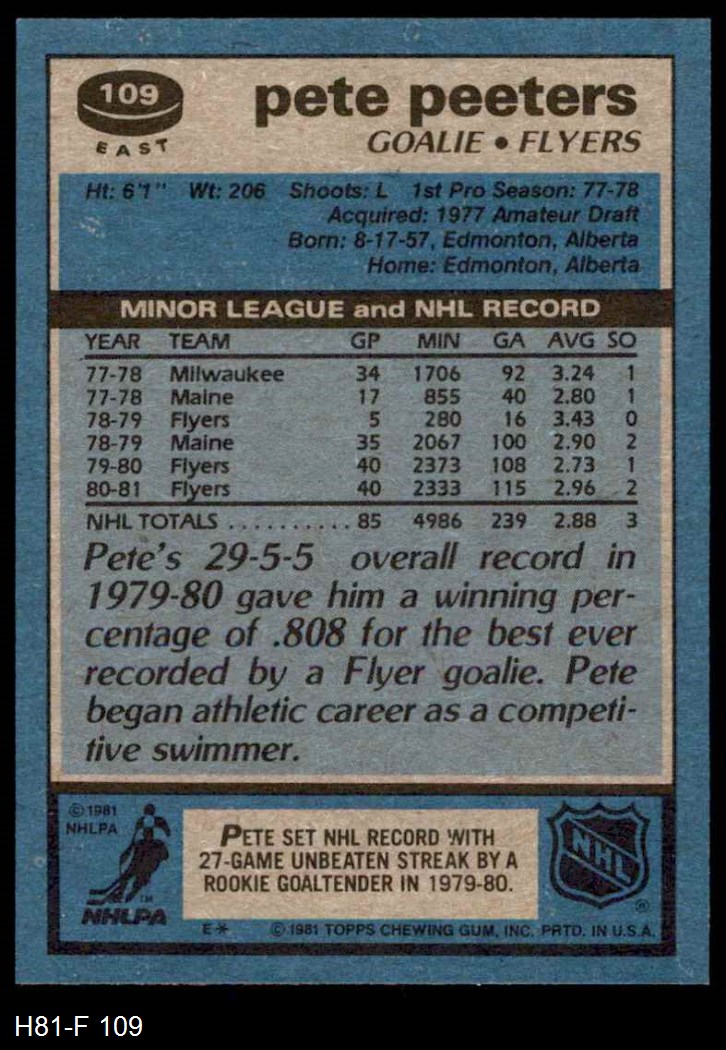 109
EAST
pete peeters
GOALIE • FLYERS
Ht: 6'1" Wt: 206 Shoots: L 1st Pro Season: 77-78
Acquired: 1977 Amateur Draft
Born: 8-17-57, Edmonton, Alberta
Home: Edmonton, Alberta
MINOR LEAGUE and NHL RECORD
YEAR TEAM GP MIN GA AVG SO
77-78 Milwaukee 34 1706 92 3.24 1
77-78 Maine 17 855 40 2.80 1
78-79 Flyers 5 280 16 3.43 0
78-79 Maine 35 2067 100 2.90 2
79-80 Flyers 40 2373 108 2.73 1
80-81 Flyers 40 2333 115 2.96 2
NHL TOTALS .......... 85 4986 239 2.88 3
Pete's 29-5-5 overall record in
1979-80 gave him a winning per-
centage of .808 for the best ever
recorded by a Flyer goalie. Pete
began athletic career as a competi-
tive swimmer.
© 1981
NHLPA
PETE SET NHL RECORD WITH
27-GAME UNBEATEN STREAK BY A
ROOKIE GOALTENDER IN 1979-80.
NHL
®
TM
NHLPA
E* © 1981 TOPPS CHEWING GUM, INC. PRTD. IN U.S.A.
H81-F 109